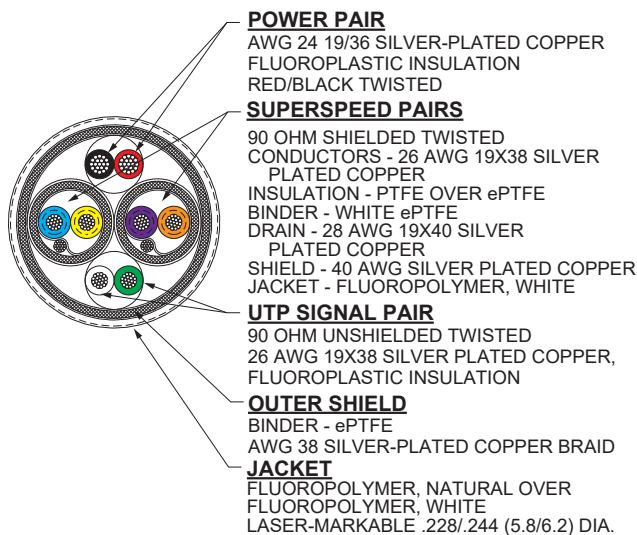 POWER PAIR
AWG 24 19/36 SILVER-PLATED COPPER
FLUOROPLASTIC INSULATION
RED/BLACK TWISTED
SUPERSPEED PAIRS
90 OHM SHIELDED TWISTED
CONDUCTORS - 26 AWG 19X38 SILVER
PLATED COPPER
INSULATION - PTFE OVER ePTFE
BINDER - WHITE ePTFE
DRAIN - 28 AWG 19X40 SILVER
PLATED COPPER
SHIELD - 40 AWG SILVER PLATED COPPER
JACKET - FLUOROPOLYMER, WHITE
UTP SIGNAL PAIR
90 OHM UNSHIELDED TWISTED
26 AWG 19X38 SILVER PLATED COPPER,
FLUOROPLASTIC INSULATION
OUTER SHIELD
BINDER - ePTFE
AWG 38 SILVER-PLATED COPPER BRAID
JACKET
FLUOROPOLYMER, NATURAL OVER
FLUOROPOLYMER, WHITE
LASER-MARKABLE .228/.244 (5.8/6.2) DIA.